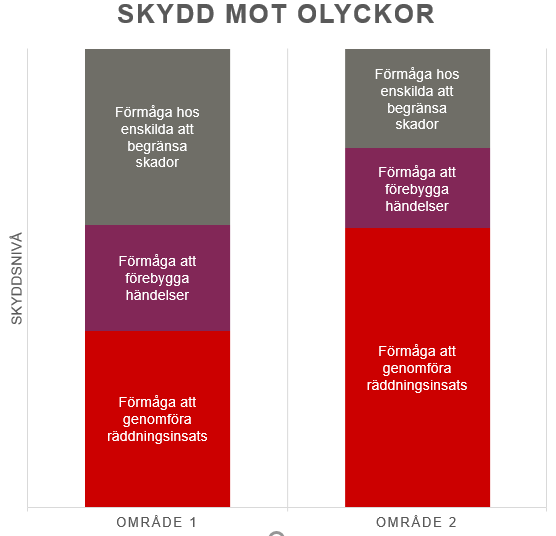 SKYDD MOT OLYCKOR
SKYDDSNIVÅ
Förmåga hos
enskilda att
begränsa
skador
Förmåga att
förebygga
händelser
Förmåga att
genomföra
räddningsinsats
Förmåga hos
enskilda att
begränsa
skador
Förmåga att
förebygga
händelser
Förmåga att
genomföra
räddningsinsats
OMRÅDE 1
OMRÅDE 2